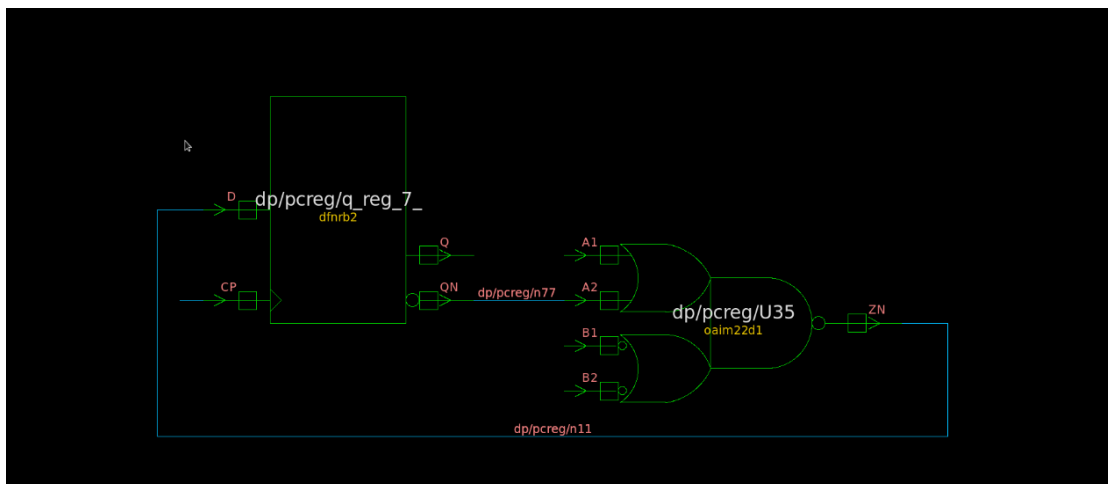 D
dp/pcreg/q_reg_7_
dfnrb2
Q
A1
CP
QN
dp/pcreg/n77
A2
dp/pcreg/U35
oaim22d1
ZN
B1
B2
dp/pcreg/n11